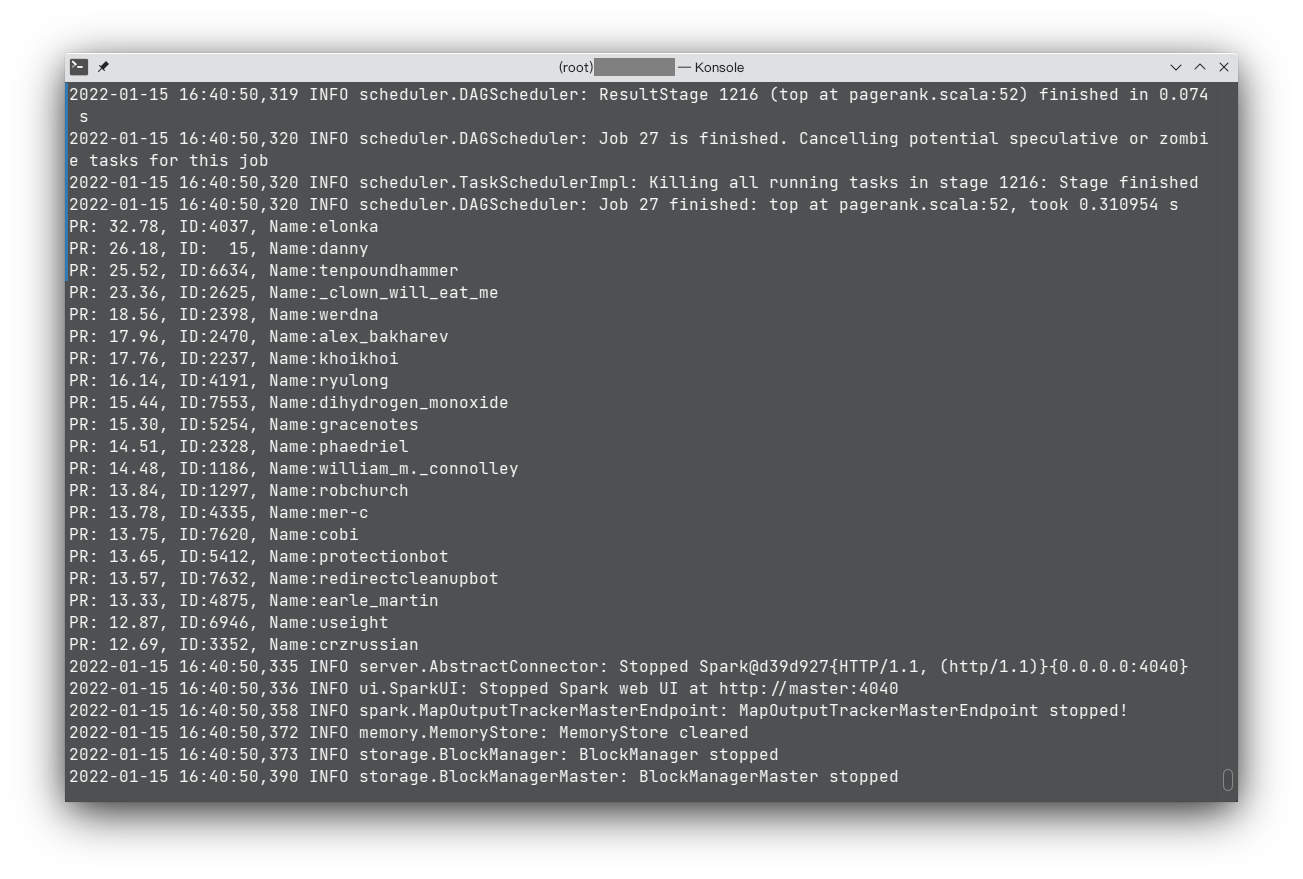 (root) — Konsole
2022-01-15 16:40:50,319 INFO scheduler.DAGScheduler: ResultStage 1216 (top at pagerank.scala:52) finished in 0.074
 s
2022-01-15 16:40:50,320 INFO scheduler.DAGScheduler: Job 27 is finished. Cancelling potential speculative or zombi
e tasks for this job
2022-01-15 16:40:50,320 INFO scheduler.TaskSchedulerImpl: Killing all running tasks in stage 1216: Stage finished
2022-01-15 16:40:50,320 INFO scheduler.DAGScheduler: Job 27 finished: top at pagerank.scala:52, took 0.310954 s
PR: 32.78, ID:4037, Name:elonka
PR: 26.18, ID:  15, Name:danny
PR: 25.52, ID:6634, Name:tenpoundhammer
PR: 23.36, ID:2625, Name:_clown_will_eat_me
PR: 18.56, ID:2398, Name:werdna
PR: 17.96, ID:2470, Name:alex_bakharev
PR: 17.76, ID:2237, Name:khoikhoi
PR: 16.14, ID:4191, Name:ryulong
PR: 15.44, ID:7553, Name:dihydrogen_monoxide
PR: 15.30, ID:5254, Name:gracenotes
PR: 14.51, ID:2328, Name:phaedriel
PR: 14.48, ID:1186, Name:william_m._connolley
PR: 13.84, ID:1297, Name:robchurch
PR: 13.78, ID:4335, Name:mer-c
PR: 13.75, ID:7620, Name:cobi
PR: 13.65, ID:5412, Name:protectionbot
PR: 13.57, ID:7632, Name:redirectcleanupbot
PR: 13.33, ID:4875, Name:earle_martin
PR: 12.87, ID:6946, Name:useight
PR: 12.69, ID:3352, Name:crzrussian
2022-01-15 16:40:50,335 INFO server.AbstractConnector: Stopped Spark@d39d927{HTTP/1.1, (http/1.1)}{0.0.0.0:4040}
2022-01-15 16:40:50,336 INFO ui.SparkUI: Stopped Spark web UI at http://master:4040
2022-01-15 16:40:50,358 INFO spark.MapOutputTrackerMasterEndpoint: MapOutputTrackerMasterEndpoint stopped!
2022-01-15 16:40:50,372 INFO memory.MemoryStore: MemoryStore cleared
2022-01-15 16:40:50,373 INFO storage.BlockManager: BlockManager stopped
2022-01-15 16:40:50,390 INFO storage.BlockManagerMaster: BlockManagerMaster stopped